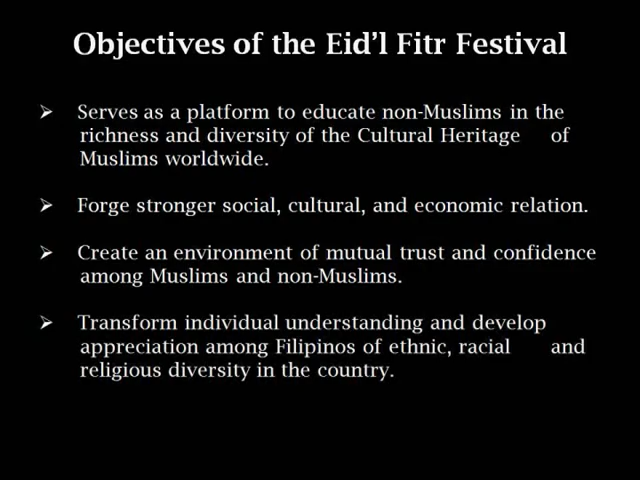 Objectives of the Eid'l Fitr Festival
➢ Serves as a platform to educate non-Muslims in the
richness and diversity of the Cultural Heritage of
Muslims worldwide.
➢ Forge stronger social, cultural, and economic relation.
➢ Create an environment of mutual trust and confidence
among Muslims and non-Muslims.
➢ Transform individual understanding and develop
appreciation among Filipinos of ethnic, racial and
religious diversity in the country.